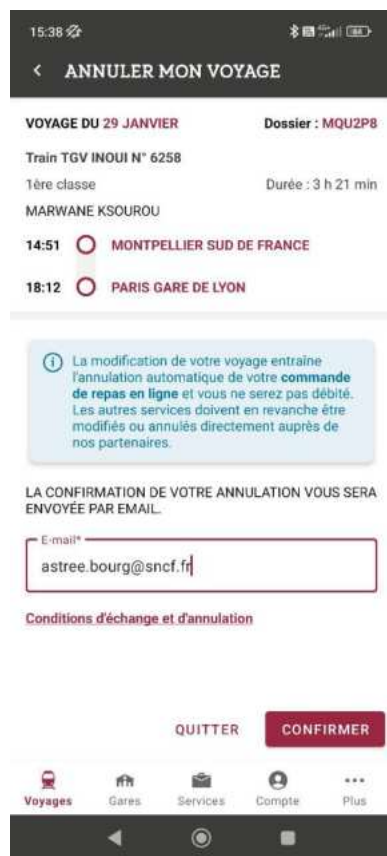 15:38
ANNULER MON VOYAGE
VOYAGE DU 29 JANVIER Dossier : MQU2P8
Train TGV INOUI N° 6258
1ère classe Durée : 3 h 21 min
MARWANE KSOUROU
14:51 MONTPELLIER SUD DE FRANCE
18:12 PARIS GARE DE LYON
La modification de votre voyage entraîne
l'annulation automatique de votre commande
de repas en ligne et vous ne serez pas débité.
Les autres services doivent en revanche être
modifiés ou annulés directement auprès de
nos partenaires.
LA CONFIRMATION DE VOTRE ANNULATION VOUS SERA
ENVOYÉE PAR EMAIL.
E-mail*
astree.bourg@sncf.fr
Conditions d'échange et d'annulation
QUITTER CONFIRMER
Voyages Gares Services Compte Plus